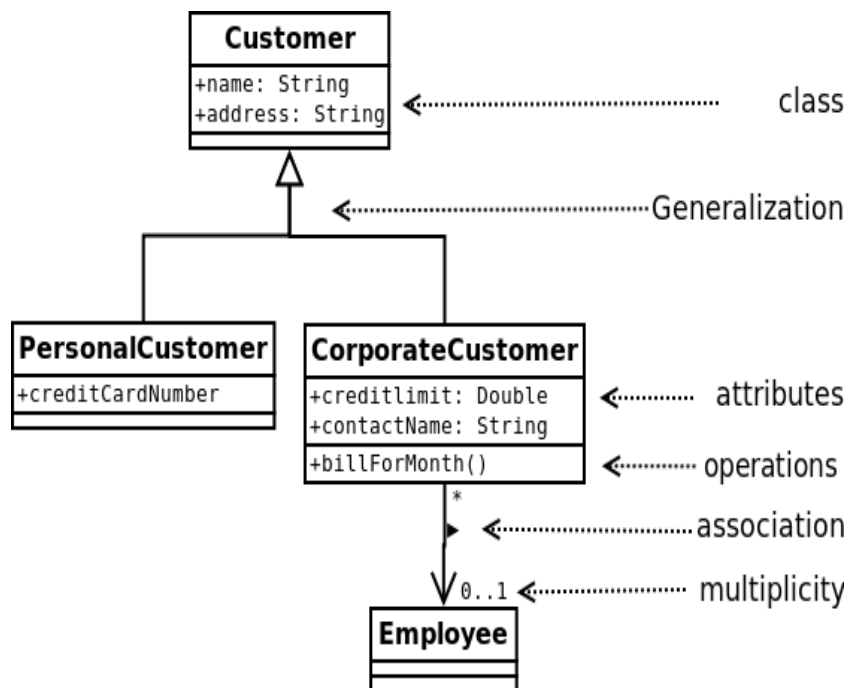 Customer
+name: String
+address: String
class
Generalization
PersonalCustomer
+creditCardNumber
CorporateCustomer
+creditlimit: Double
+contactName: String
attributes
+billForMonth()
operations
*
association
0..1
multiplicity
Employee